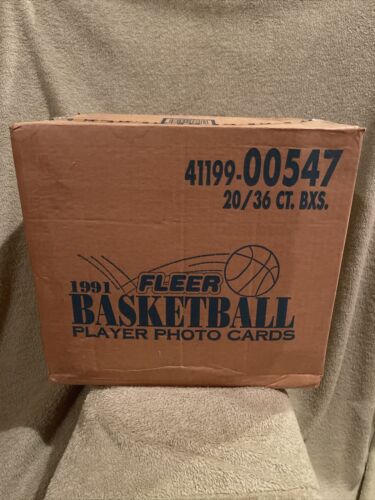 41199-00547
20/36 CT. BXS.
1991 FLEER
BASKETBALL
PLAYER PHOTO CARDS